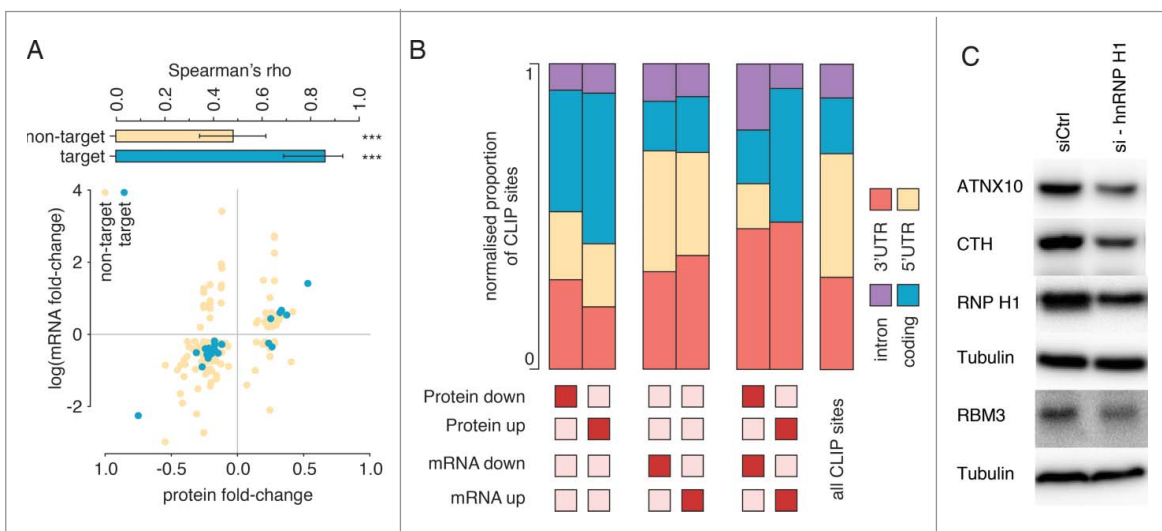 A
Spearman's rho
0.0 0.2 0.4 0.6 0.8 1.0
non-target ***
target ***
non-target
target
log(mRNA fold-change)
4
2
0
-2
1.0 -0.5 0.0 0.5 1.0
protein fold-change
B
normalised proportion
of CLIP sites
1
0
3'UTR
5'UTR
intron
coding
Protein down
Protein up
mRNA down
mRNA up
all CLIP sites
C
siCtrl
si - hnRNP H1
ATNX10
CTH
RNP H1
Tubulin
RBM3
Tubulin